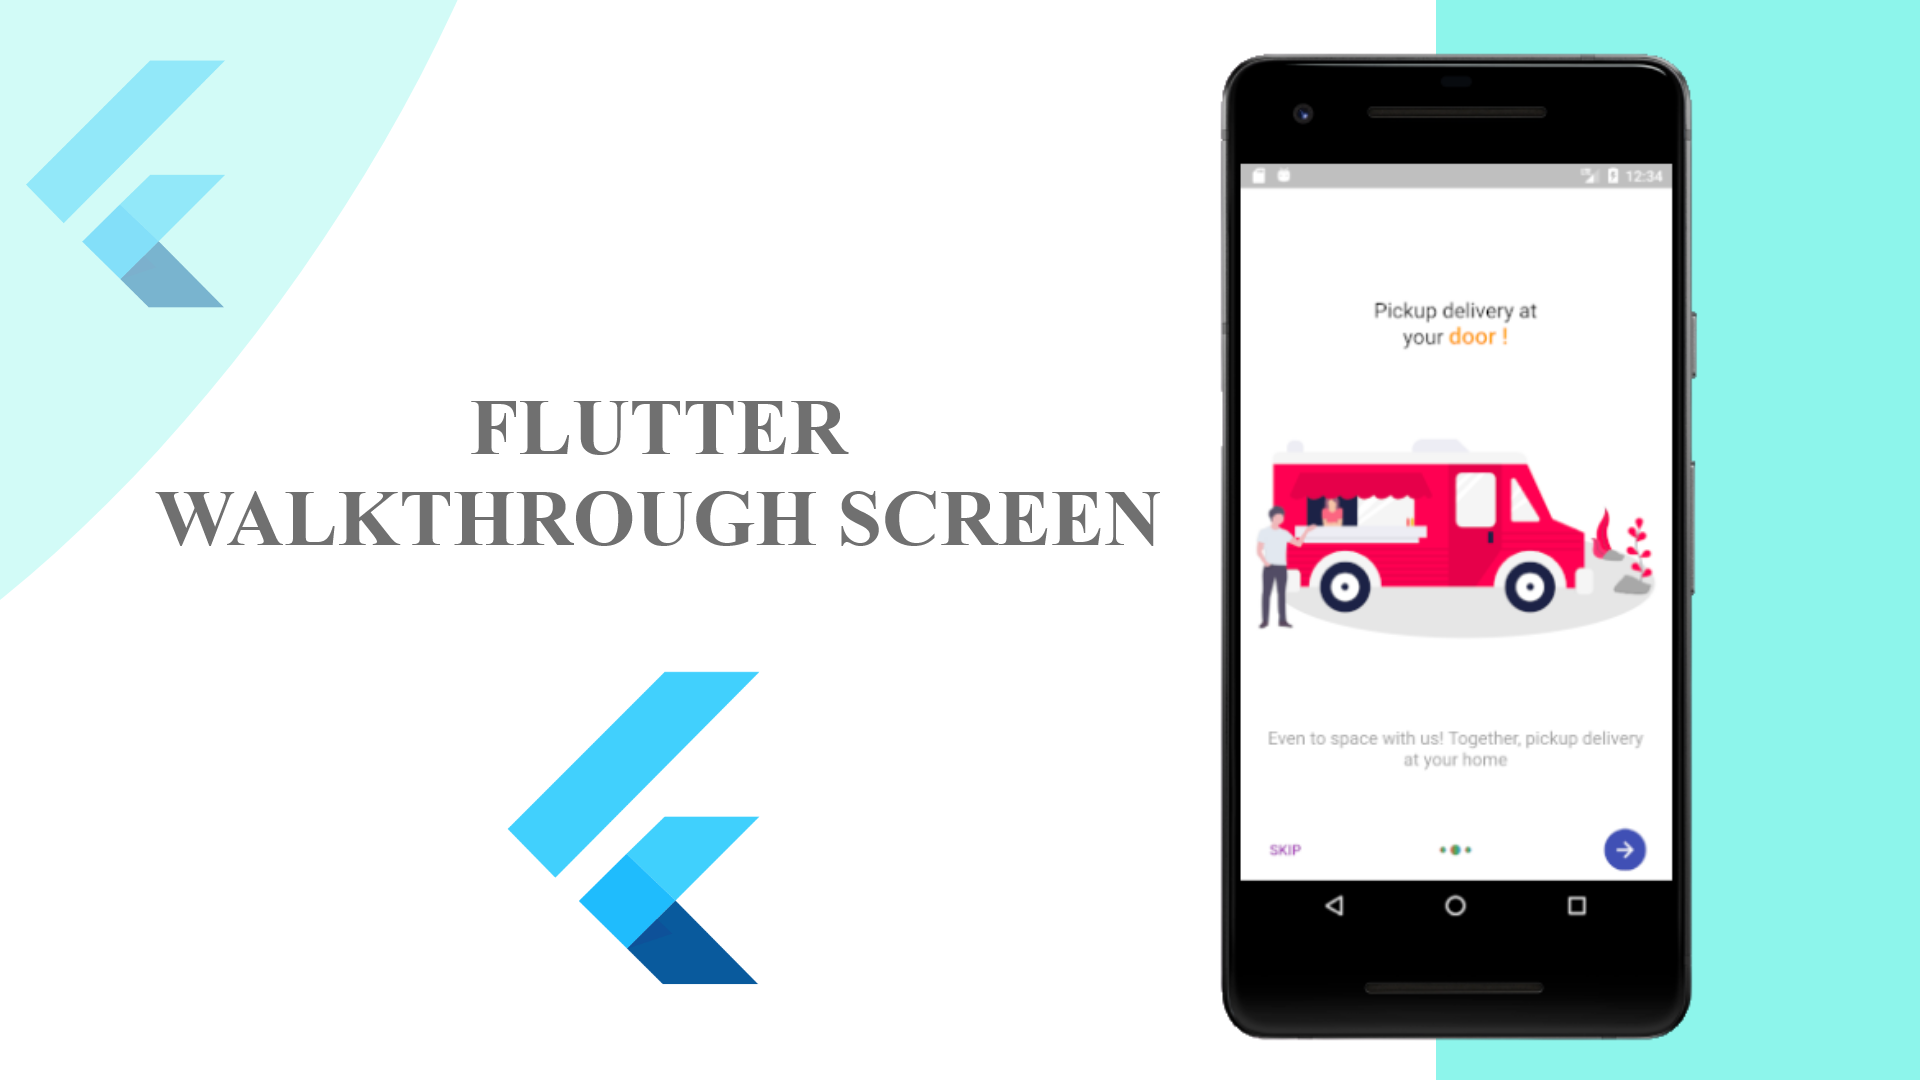 FLUTTER
WALKTHROUGH SCREEN
12:34
Pickup delivery at
your door !
Even to space with us! Together, pickup delivery
at your home
SKIP